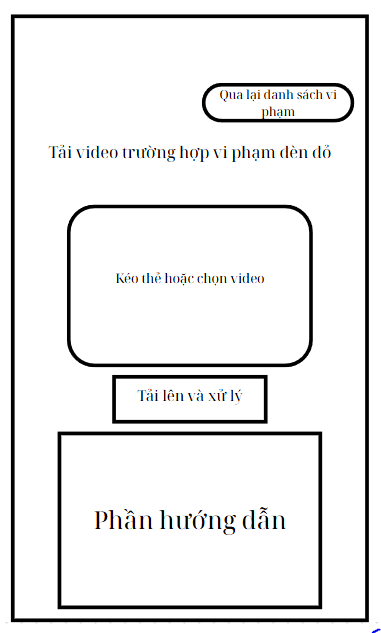 Qua lại danh sách vi
phạm
Tải video trường hợp vi phạm đèn đỏ
Kéo thẻ hoặc chọn video
Tải lên và xử lý
Phần hướng dẫn